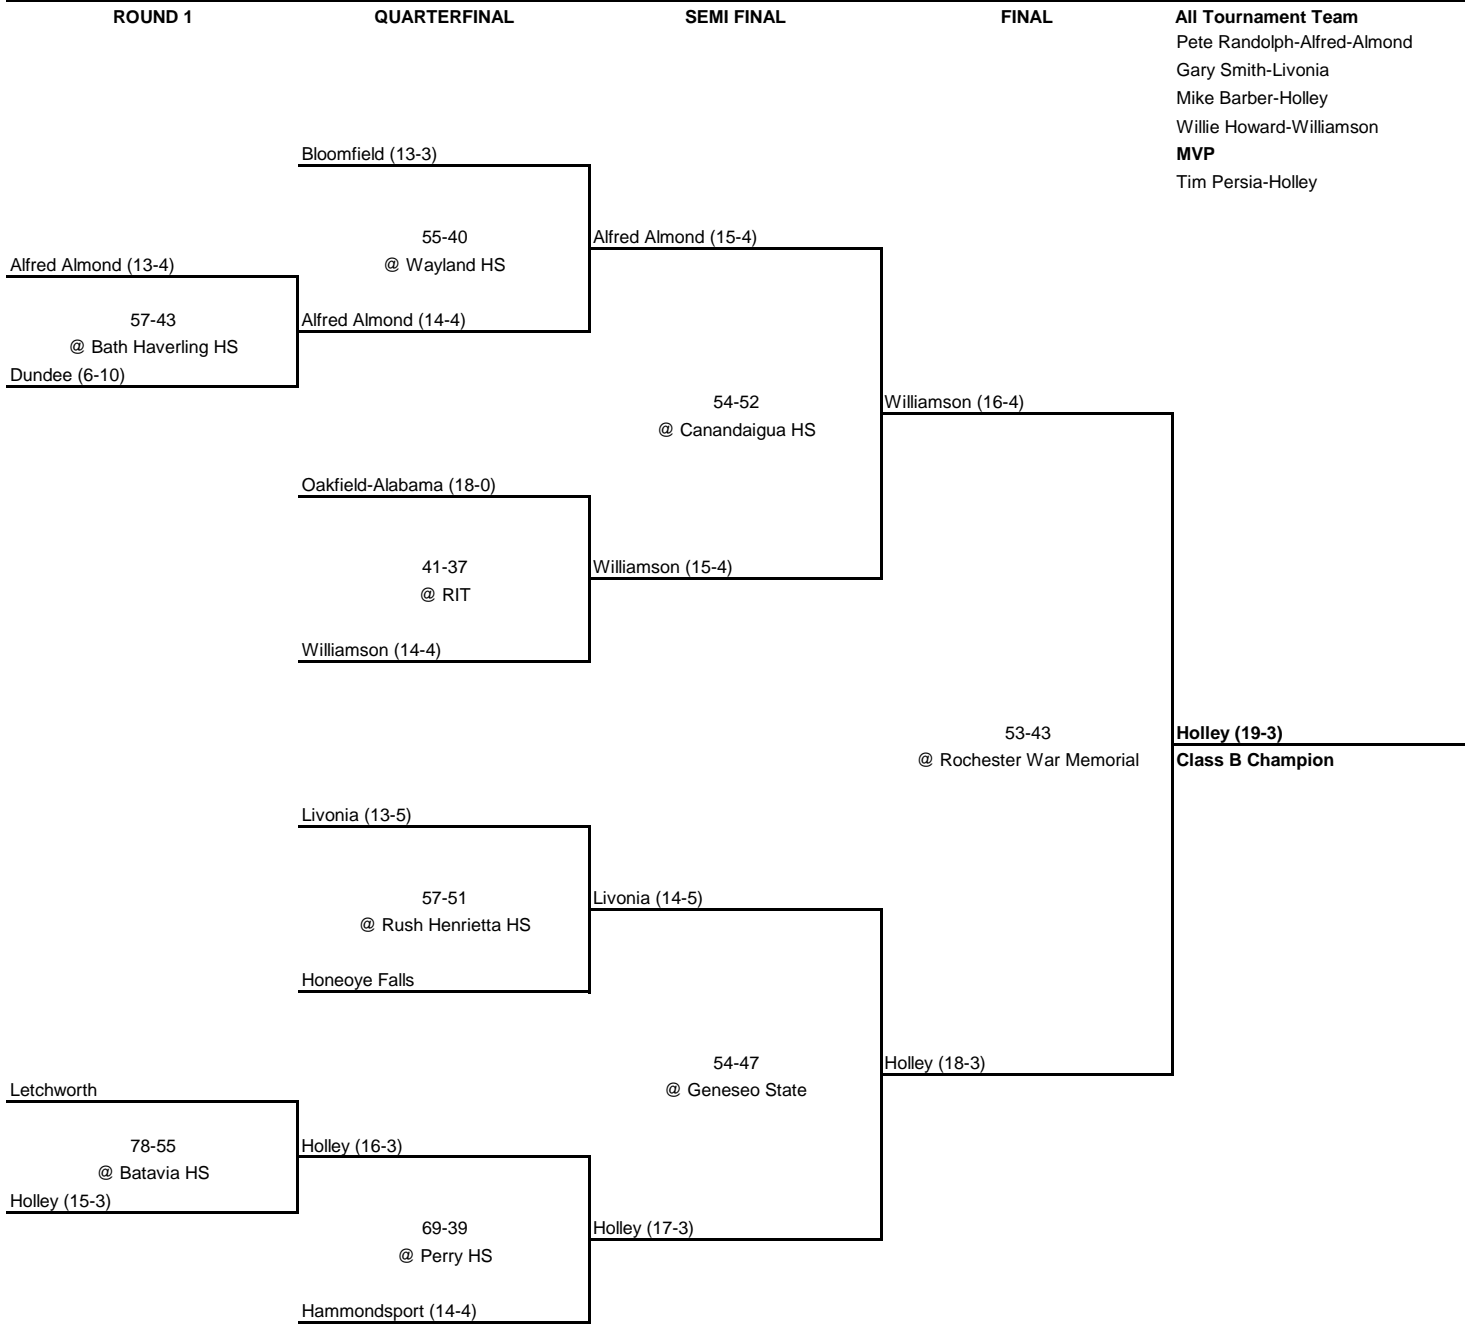 ROUND 1
QUARTERFINAL
SEMI FINAL
FINAL
All Tournament Team
Pete Randolph-Alfred-Almond
Gary Smith-Livonia
Mike Barber-Holley
Willie Howard-Williamson
MVP
Tim Persia-Holley
Bloomfield (13-3)
55-40
@ Wayland HS
Alfred Almond (15-4)
Alfred Almond (13-4)
57-43
@ Bath Haverling HS
Alfred Almond (14-4)
Dundee (6-10)
54-52
@ Canandaigua HS
Williamson (16-4)
Oakfield-Alabama (18-0)
41-37
@ RIT
Williamson (15-4)
Williamson (14-4)
53-43
@ Rochester War Memorial
Holley (19-3)
Class B Champion
Livonia (13-5)
57-51
@ Rush Henrietta HS
Livonia (14-5)
Honeoye Falls
54-47
@ Geneseo State
Holley (18-3)
Letchworth
78-55
@ Batavia HS
Holley (16-3)
Holley (15-3)
69-39
@ Perry HS
Holley (17-3)
Hammondsport (14-4)